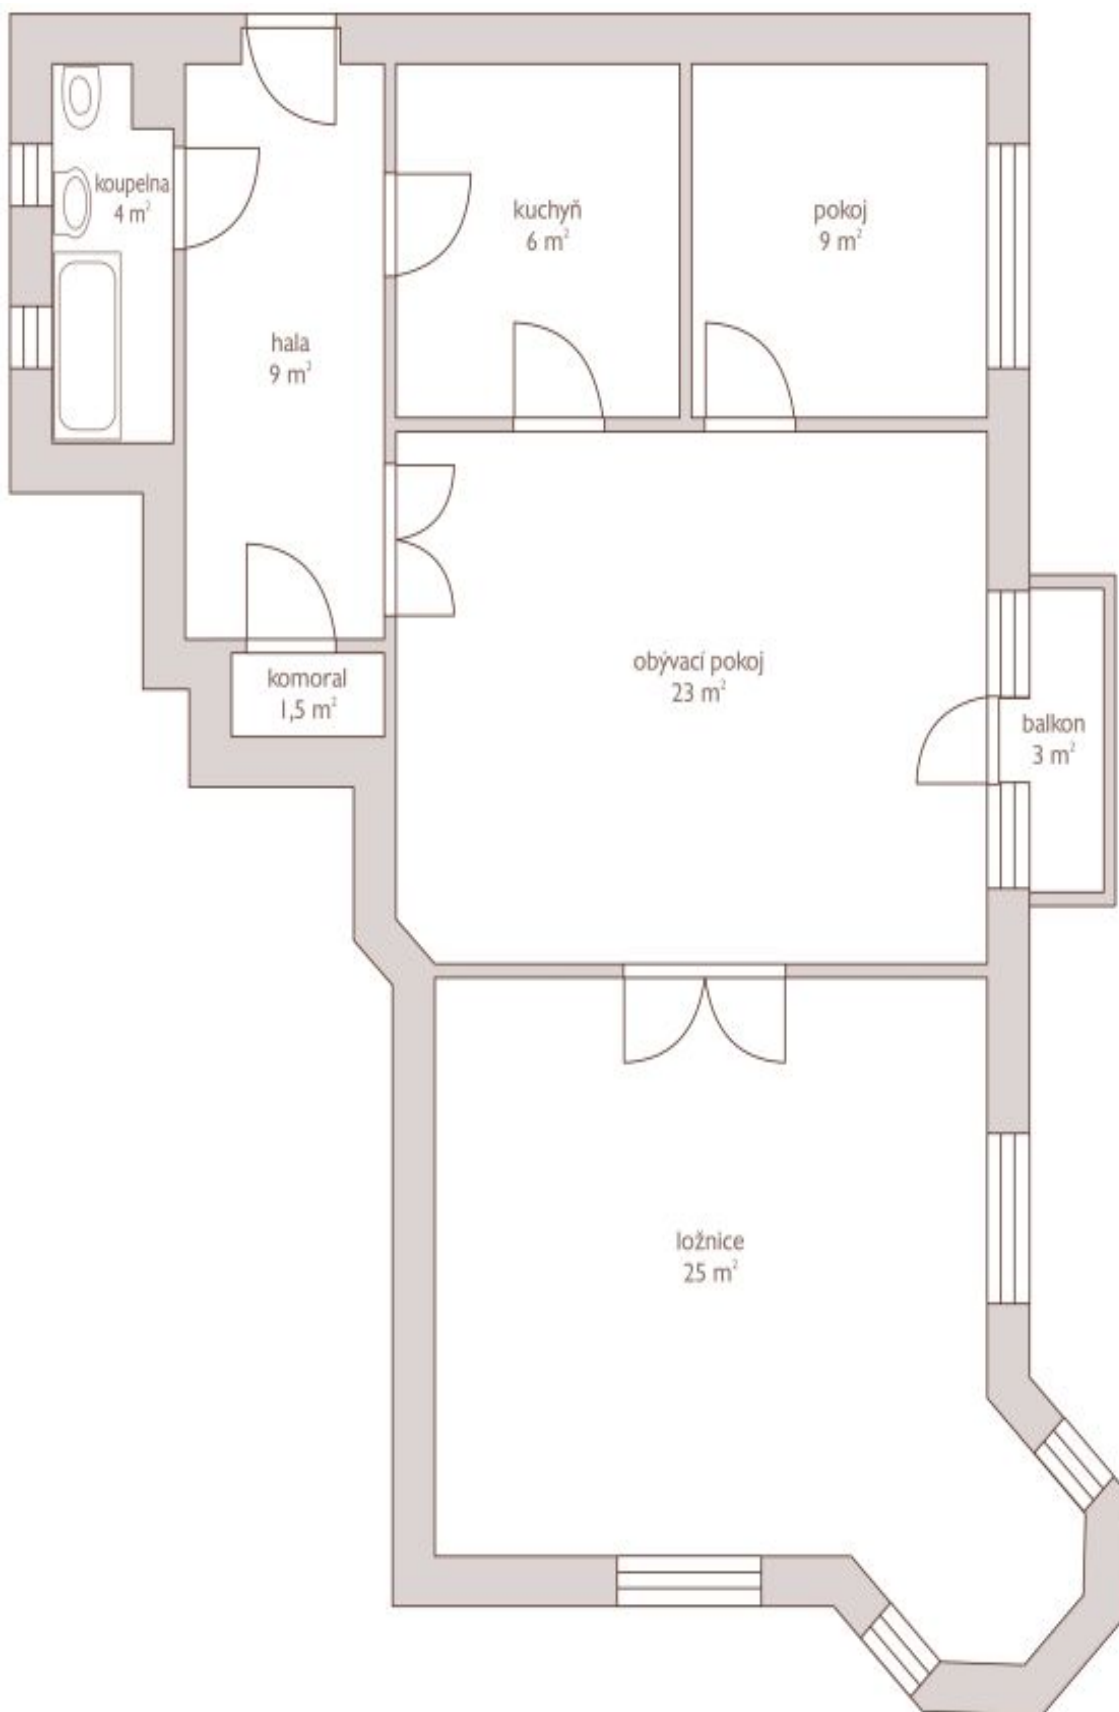 koupelna
4 m²
kuchyň
6 m²
pokoj
9 m²
hala
9 m²
komoral
1,5 m²
obývací pokoj
23 m²
balkon
3 m²
ložnice
25 m²